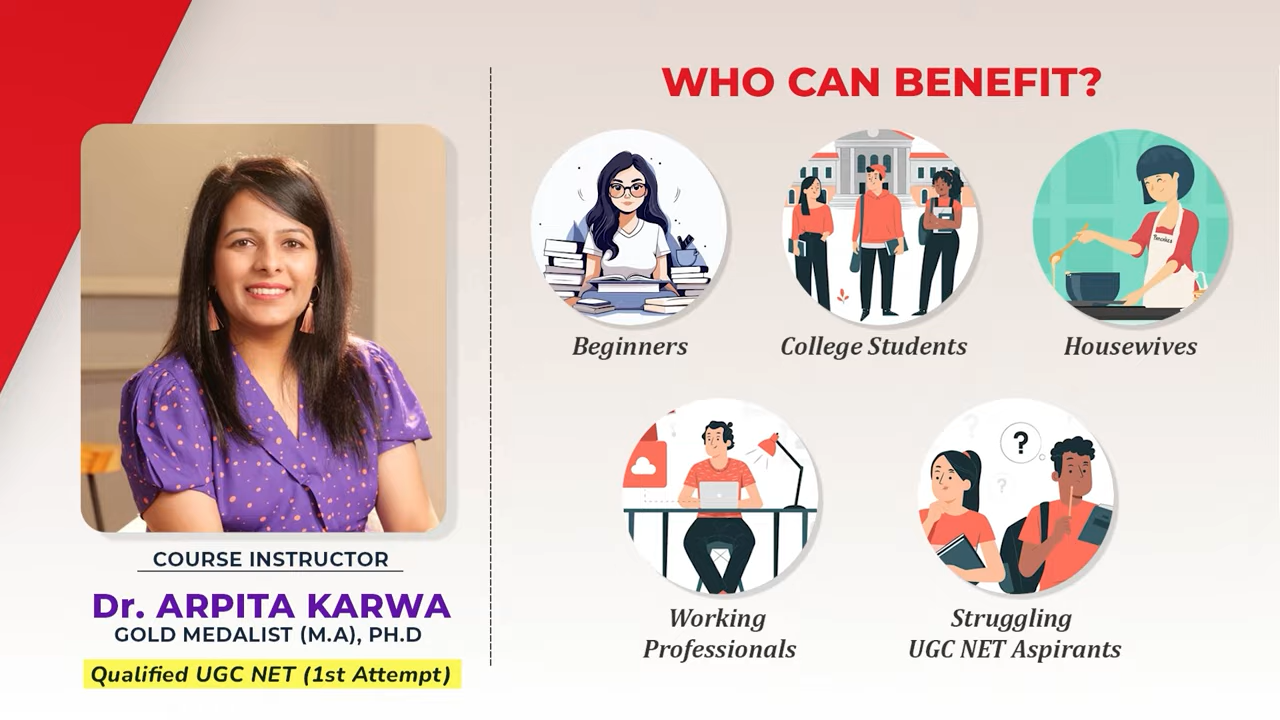 WHO CAN BENEFIT?
Beginners
College Students
Housewives
Working
Professionals
Struggling
UGC NET Aspirants
COURSE INSTRUCTOR
Dr. ARPITA KARWA
GOLD MEDALIST (M.A), PH.D
Qualified UGC NET (1st Attempt)
?
?